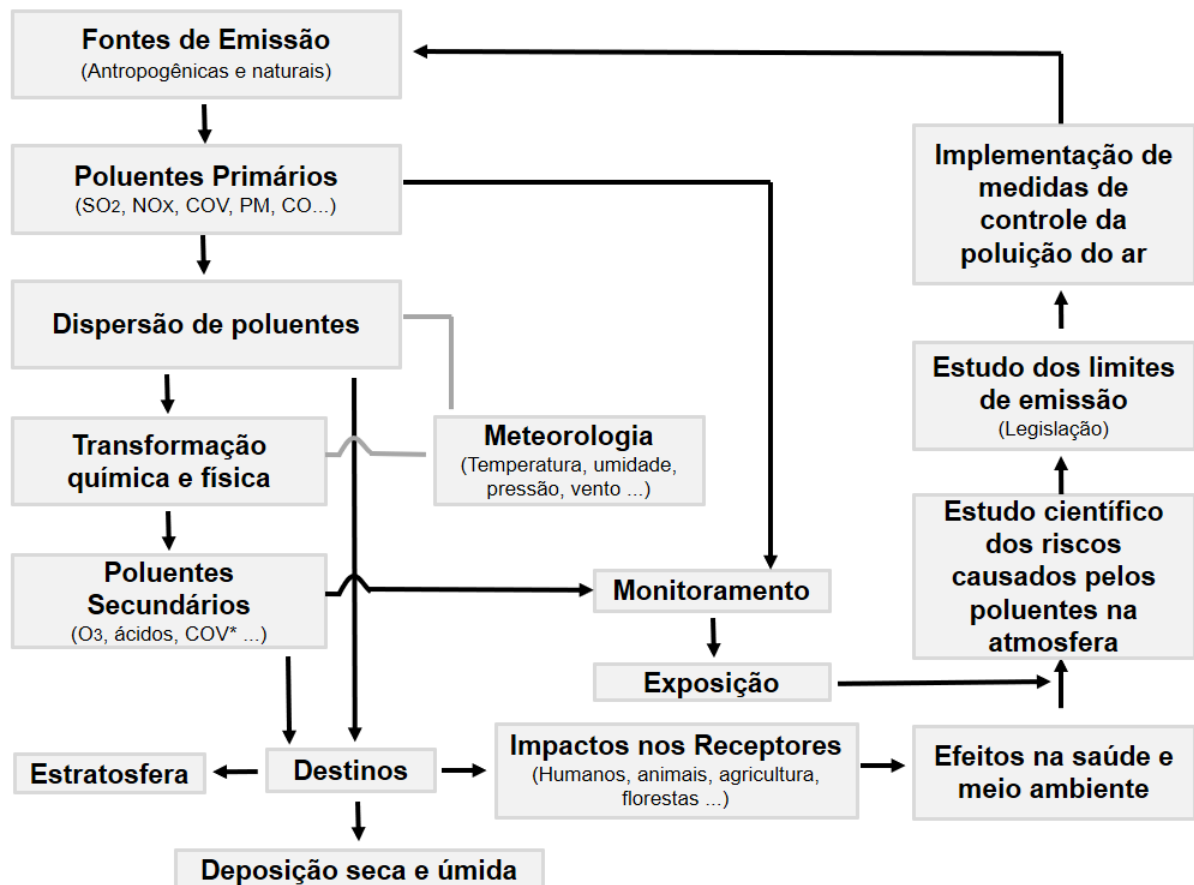 Fontes de Emissão
(Antropogênicas e naturais)
Poluentes Primários
(SO2, NOX, COV, PM, CO...)
Dispersão de poluentes
Transformação
química e física
Meteorologia
(Temperatura, umidade,
pressão, vento ...)
Poluentes
Secundários
(O3, ácidos, COV* ...)
Monitoramento
Exposição
Estratosfera
Destinos
Impactos nos Receptores
(Humanos, animais, agricultura,
florestas ...)
Deposição seca e úmida
Efeitos na saúde e
meio ambiente
Estudo científico
dos riscos
causados pelos
poluentes na
atmosfera
Estudo dos limites
de emissão
(Legislação)
Implementação de
medidas de
controle da
poluição do ar